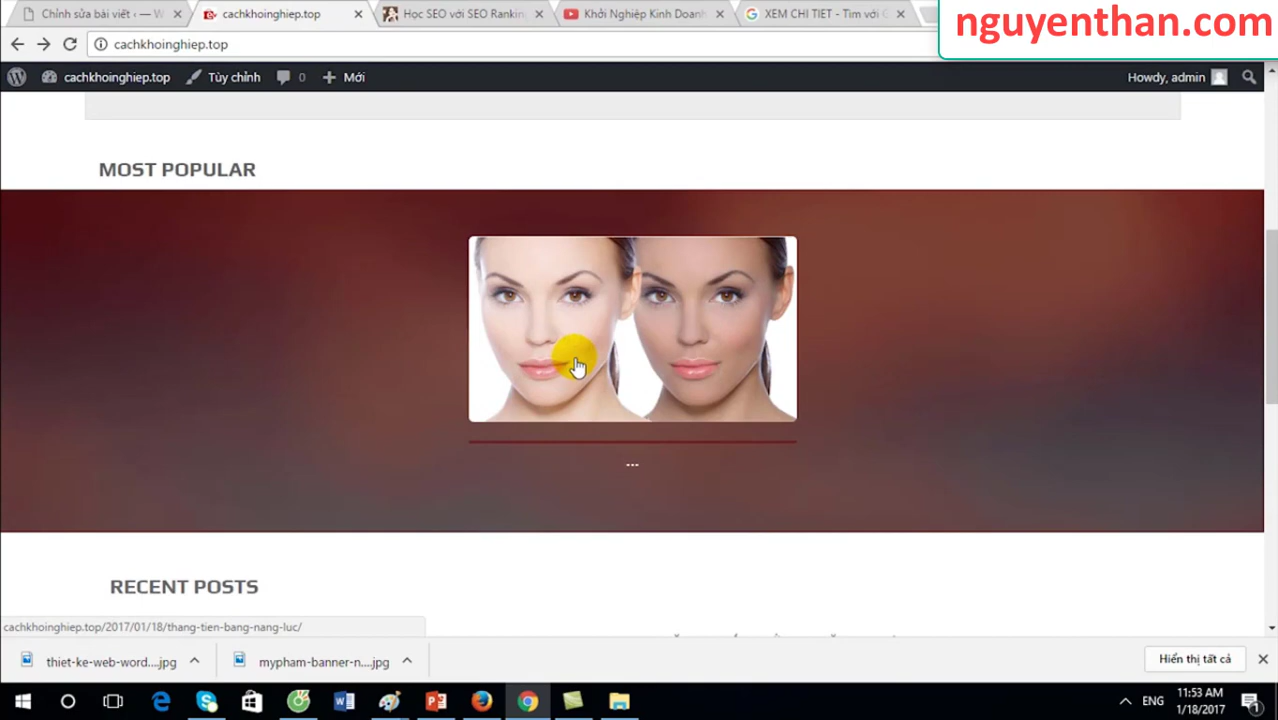 Chỉnh sửa bài viết ‹ — W
cachkhoinghiep.top
Học SEO với SEO Rankin
Khởi Nghiệp Kinh Doanh
XEM CHI TIẾT - Tìm với G
nguyenthan.com
cachkhoinghiep.top
cachkhoinghiep.top
Tùy chỉnh
0
Mới
Howdy, admin
MOST POPULAR
...
RECENT POSTS
cachkhoinghiep.top/2017/01/18/thang-tien-bang-nang-luc/
thiet-ke-web-word....jpg
mypham-banner-n....jpg
Hiển thị tất cả
ENG
11:53 AM
1/18/2017
1